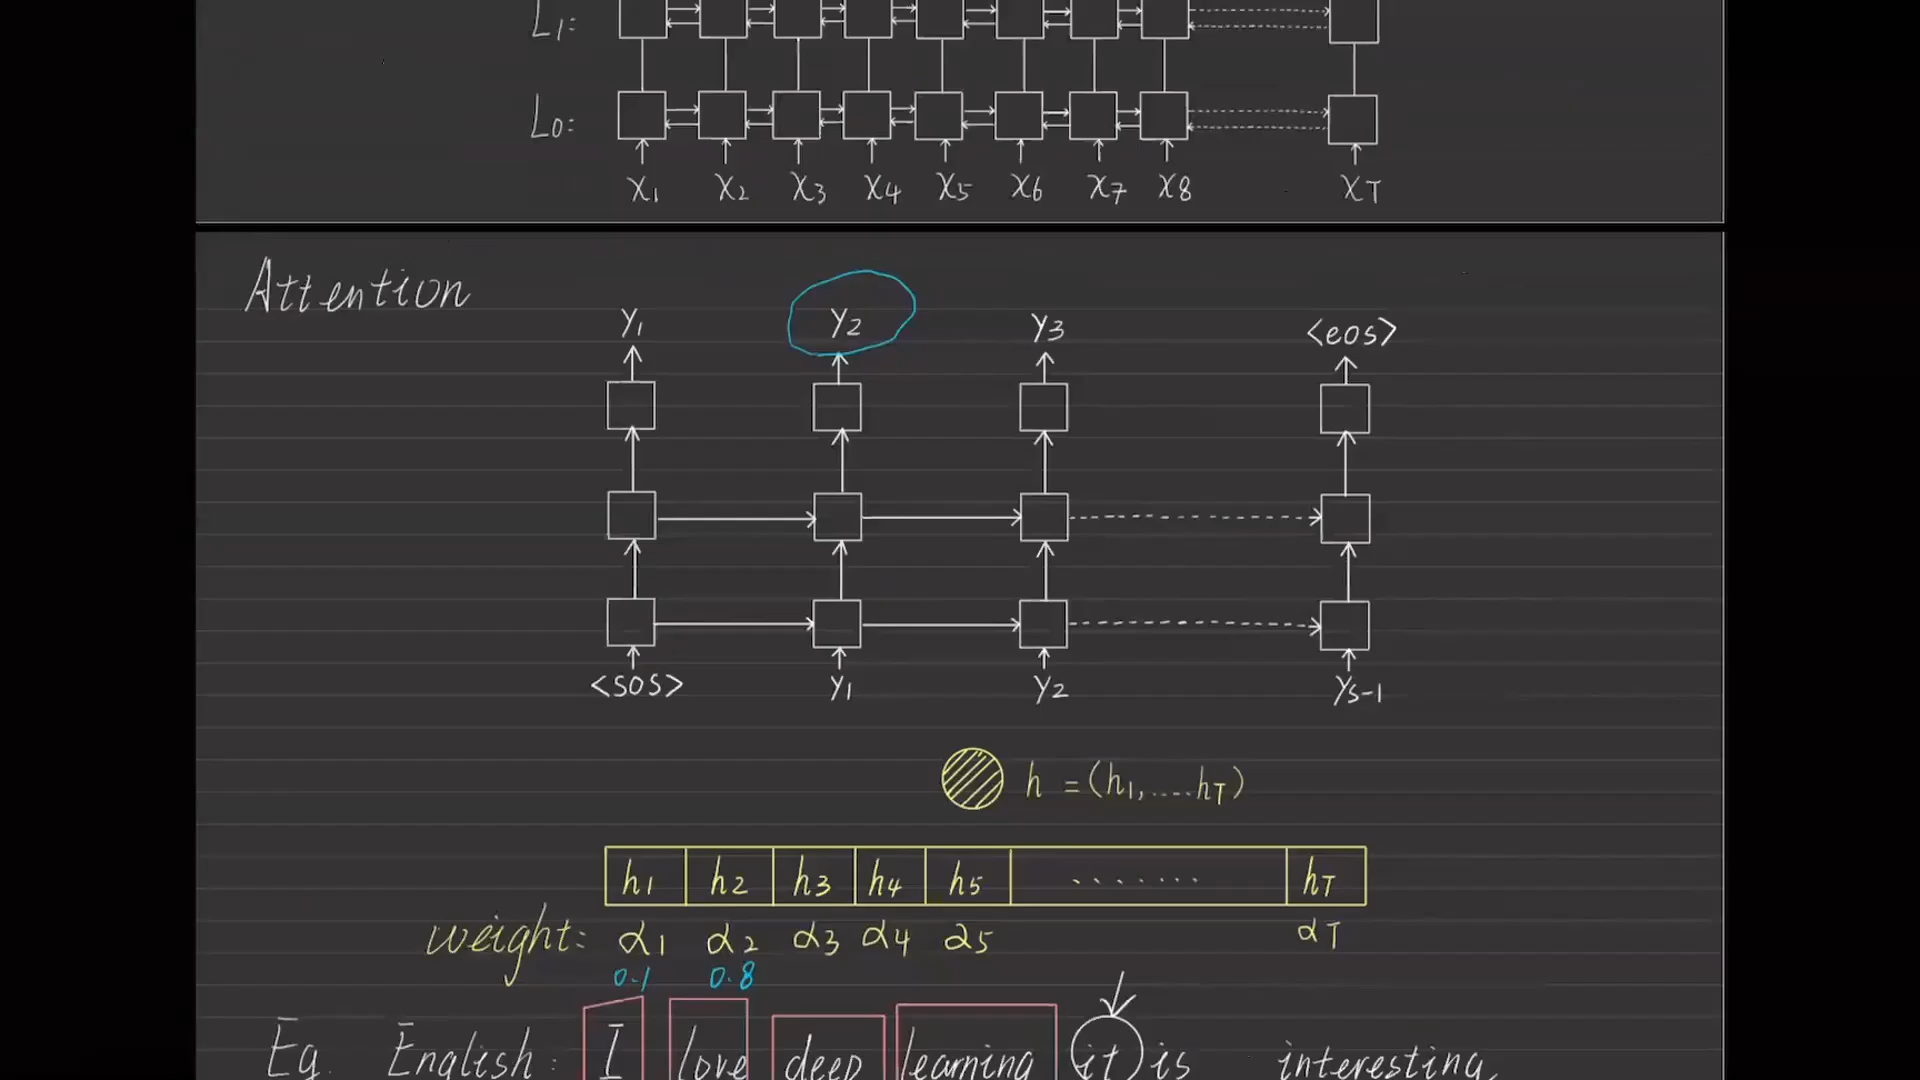 L1:
L0:
x1 x2 x3 x4 x5 x6 x7 x8 xT
Attention
y1 y2 y3 <eos>
<sos> y1 y2 ys-1
h = (h1,....hT)
h1 h2 h3 h4 h5 ....... hT
weight: α1 α2 α3 α4 α5 αT
0.1 0.8
Eg. English: I love deep learning it is interesting.